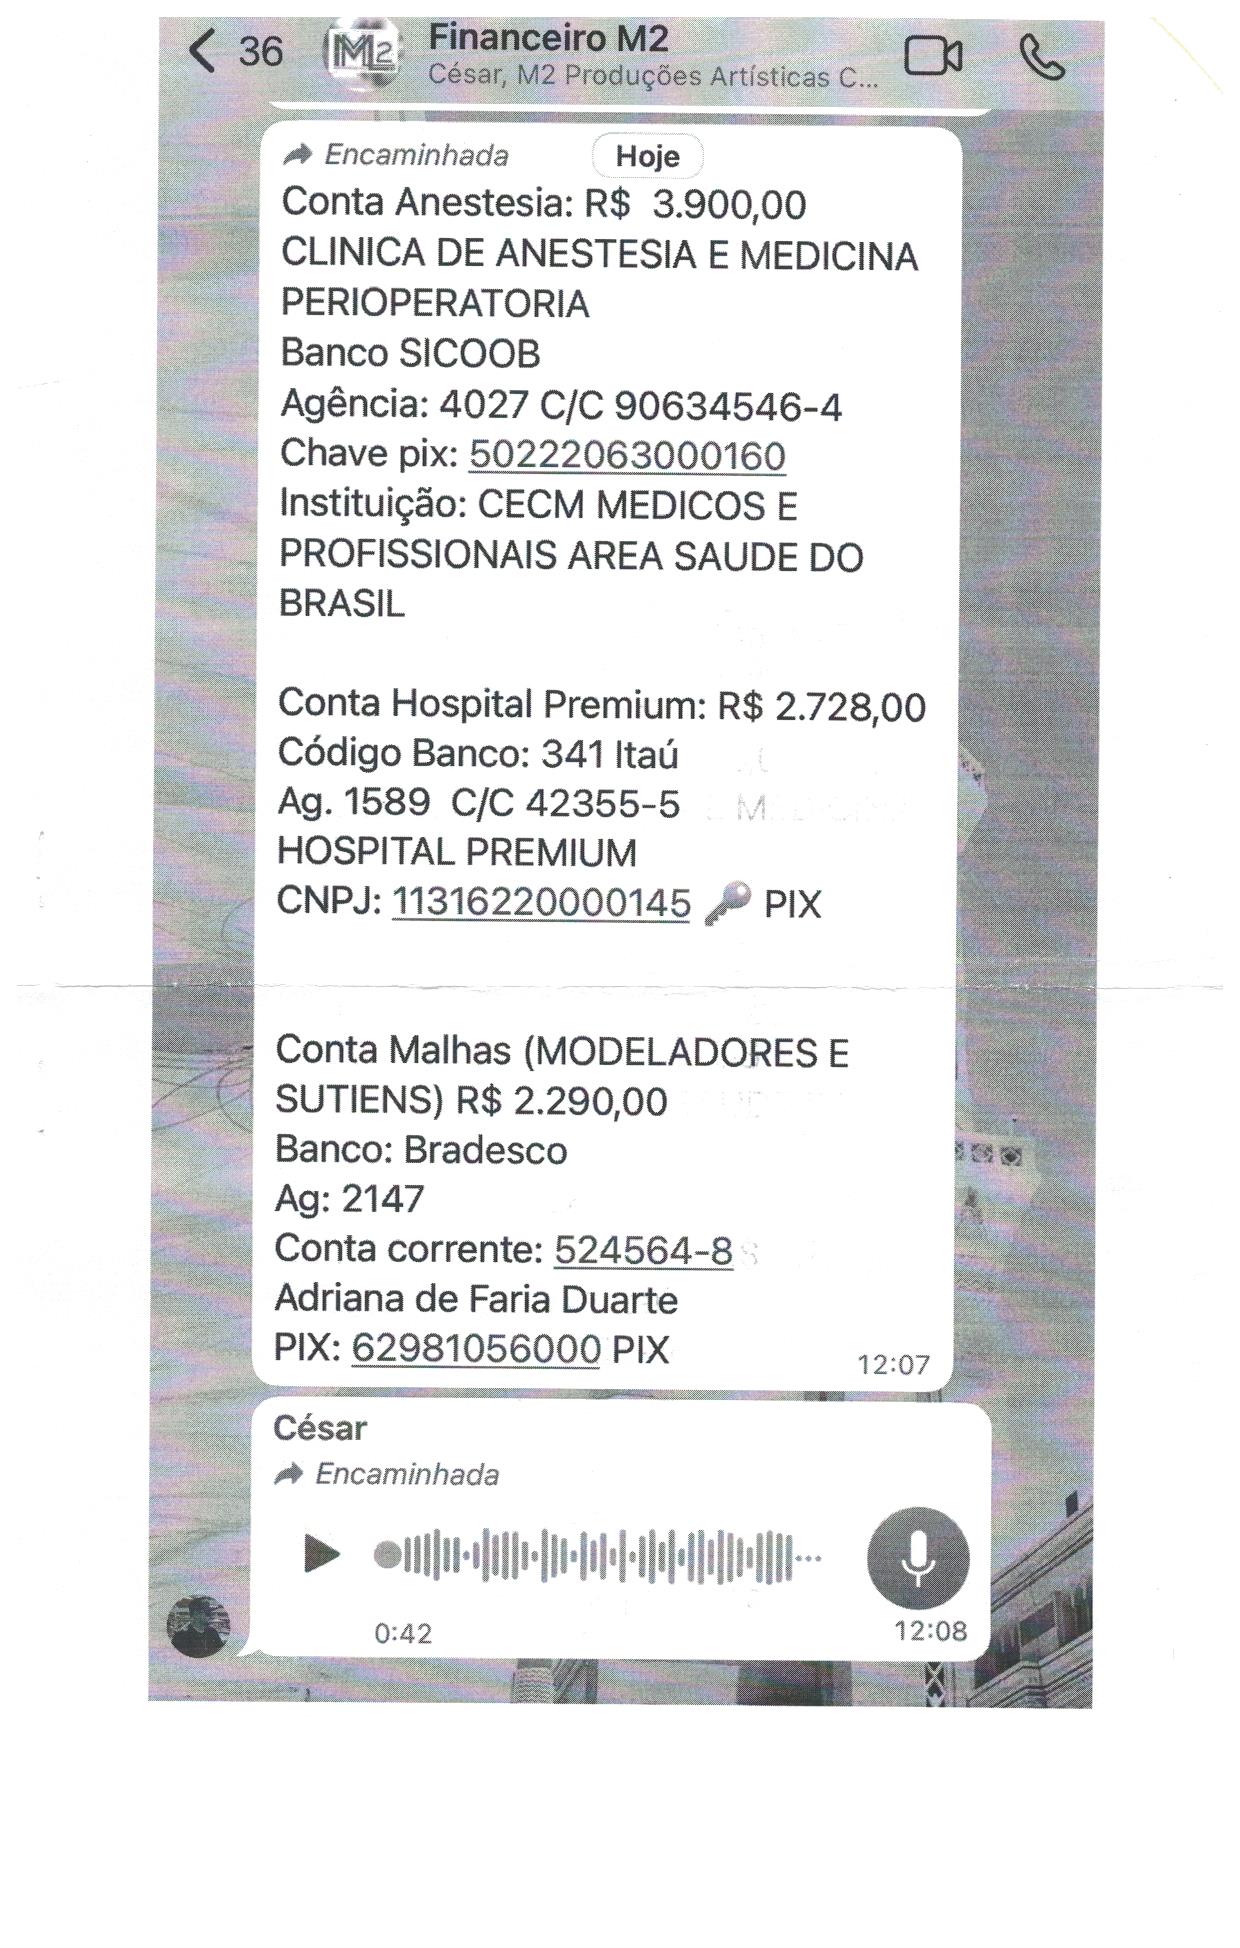 36
M2
Financeiro M2
César, M2 Produções Artísticas C...
Encaminhada
Hoje
Conta Anestesia: R$  3.900,00
CLINICA DE ANESTESIA E MEDICINA
PERIOPERATORIA
Banco SICOOB
Agência: 4027 C/C 90634546-4
Chave pix: 50222063000160
Instituição: CECM MEDICOS E
PROFISSIONAIS AREA SAUDE DO
BRASIL
Conta Hospital Premium: R$ 2.728,00
Código Banco: 341 Itaú
Ag. 1589  C/C 42355-5
HOSPITAL PREMIUM
CNPJ: 11316220000145 🔑 PIX
Conta Malhas (MODELADORES E
SUTIENS) R$ 2.290,00
Banco: Bradesco
Ag: 2147
Conta corrente: 524564-8
Adriana de Faria Duarte
PIX: 62981056000 PIX
12:07
César
Encaminhada
0:42
12:08